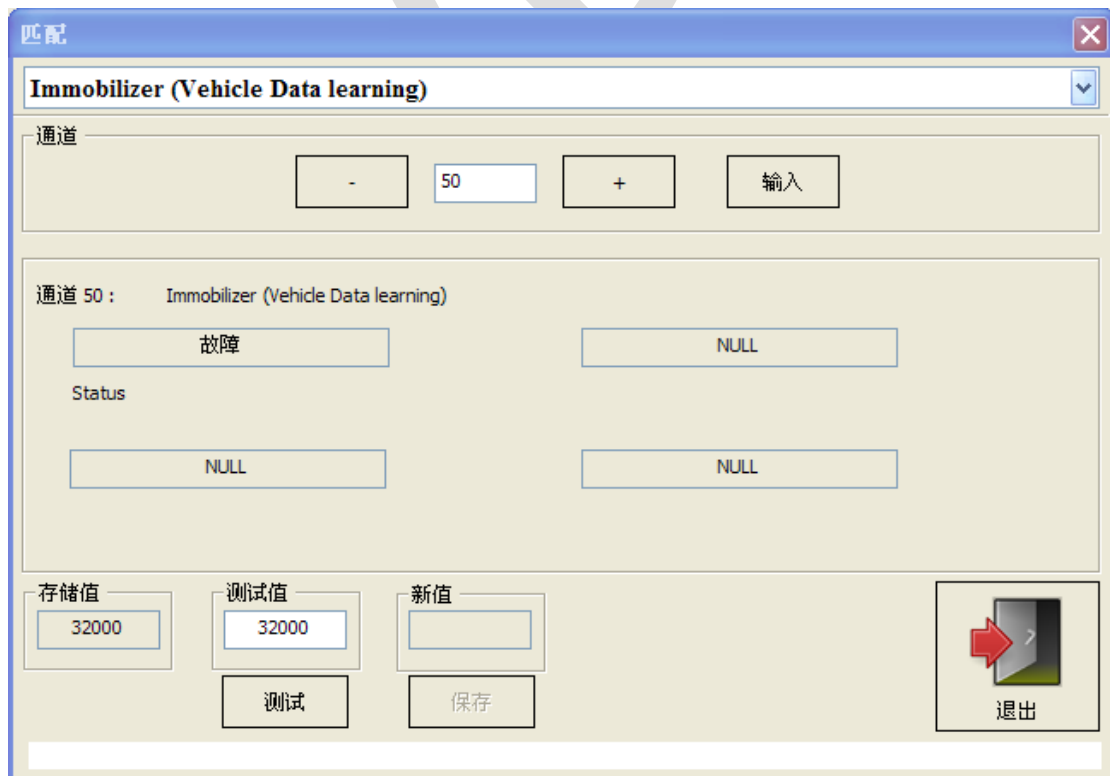 匹配
Immobilizer (Vehicle Data learning)
通道
- 50 + 输入
通道 50 : Immobilizer (Vehicle Data learning)
故障 NULL
Status
NULL NULL
存储值 测试值 新值
32000 32000
测试 保存
退出